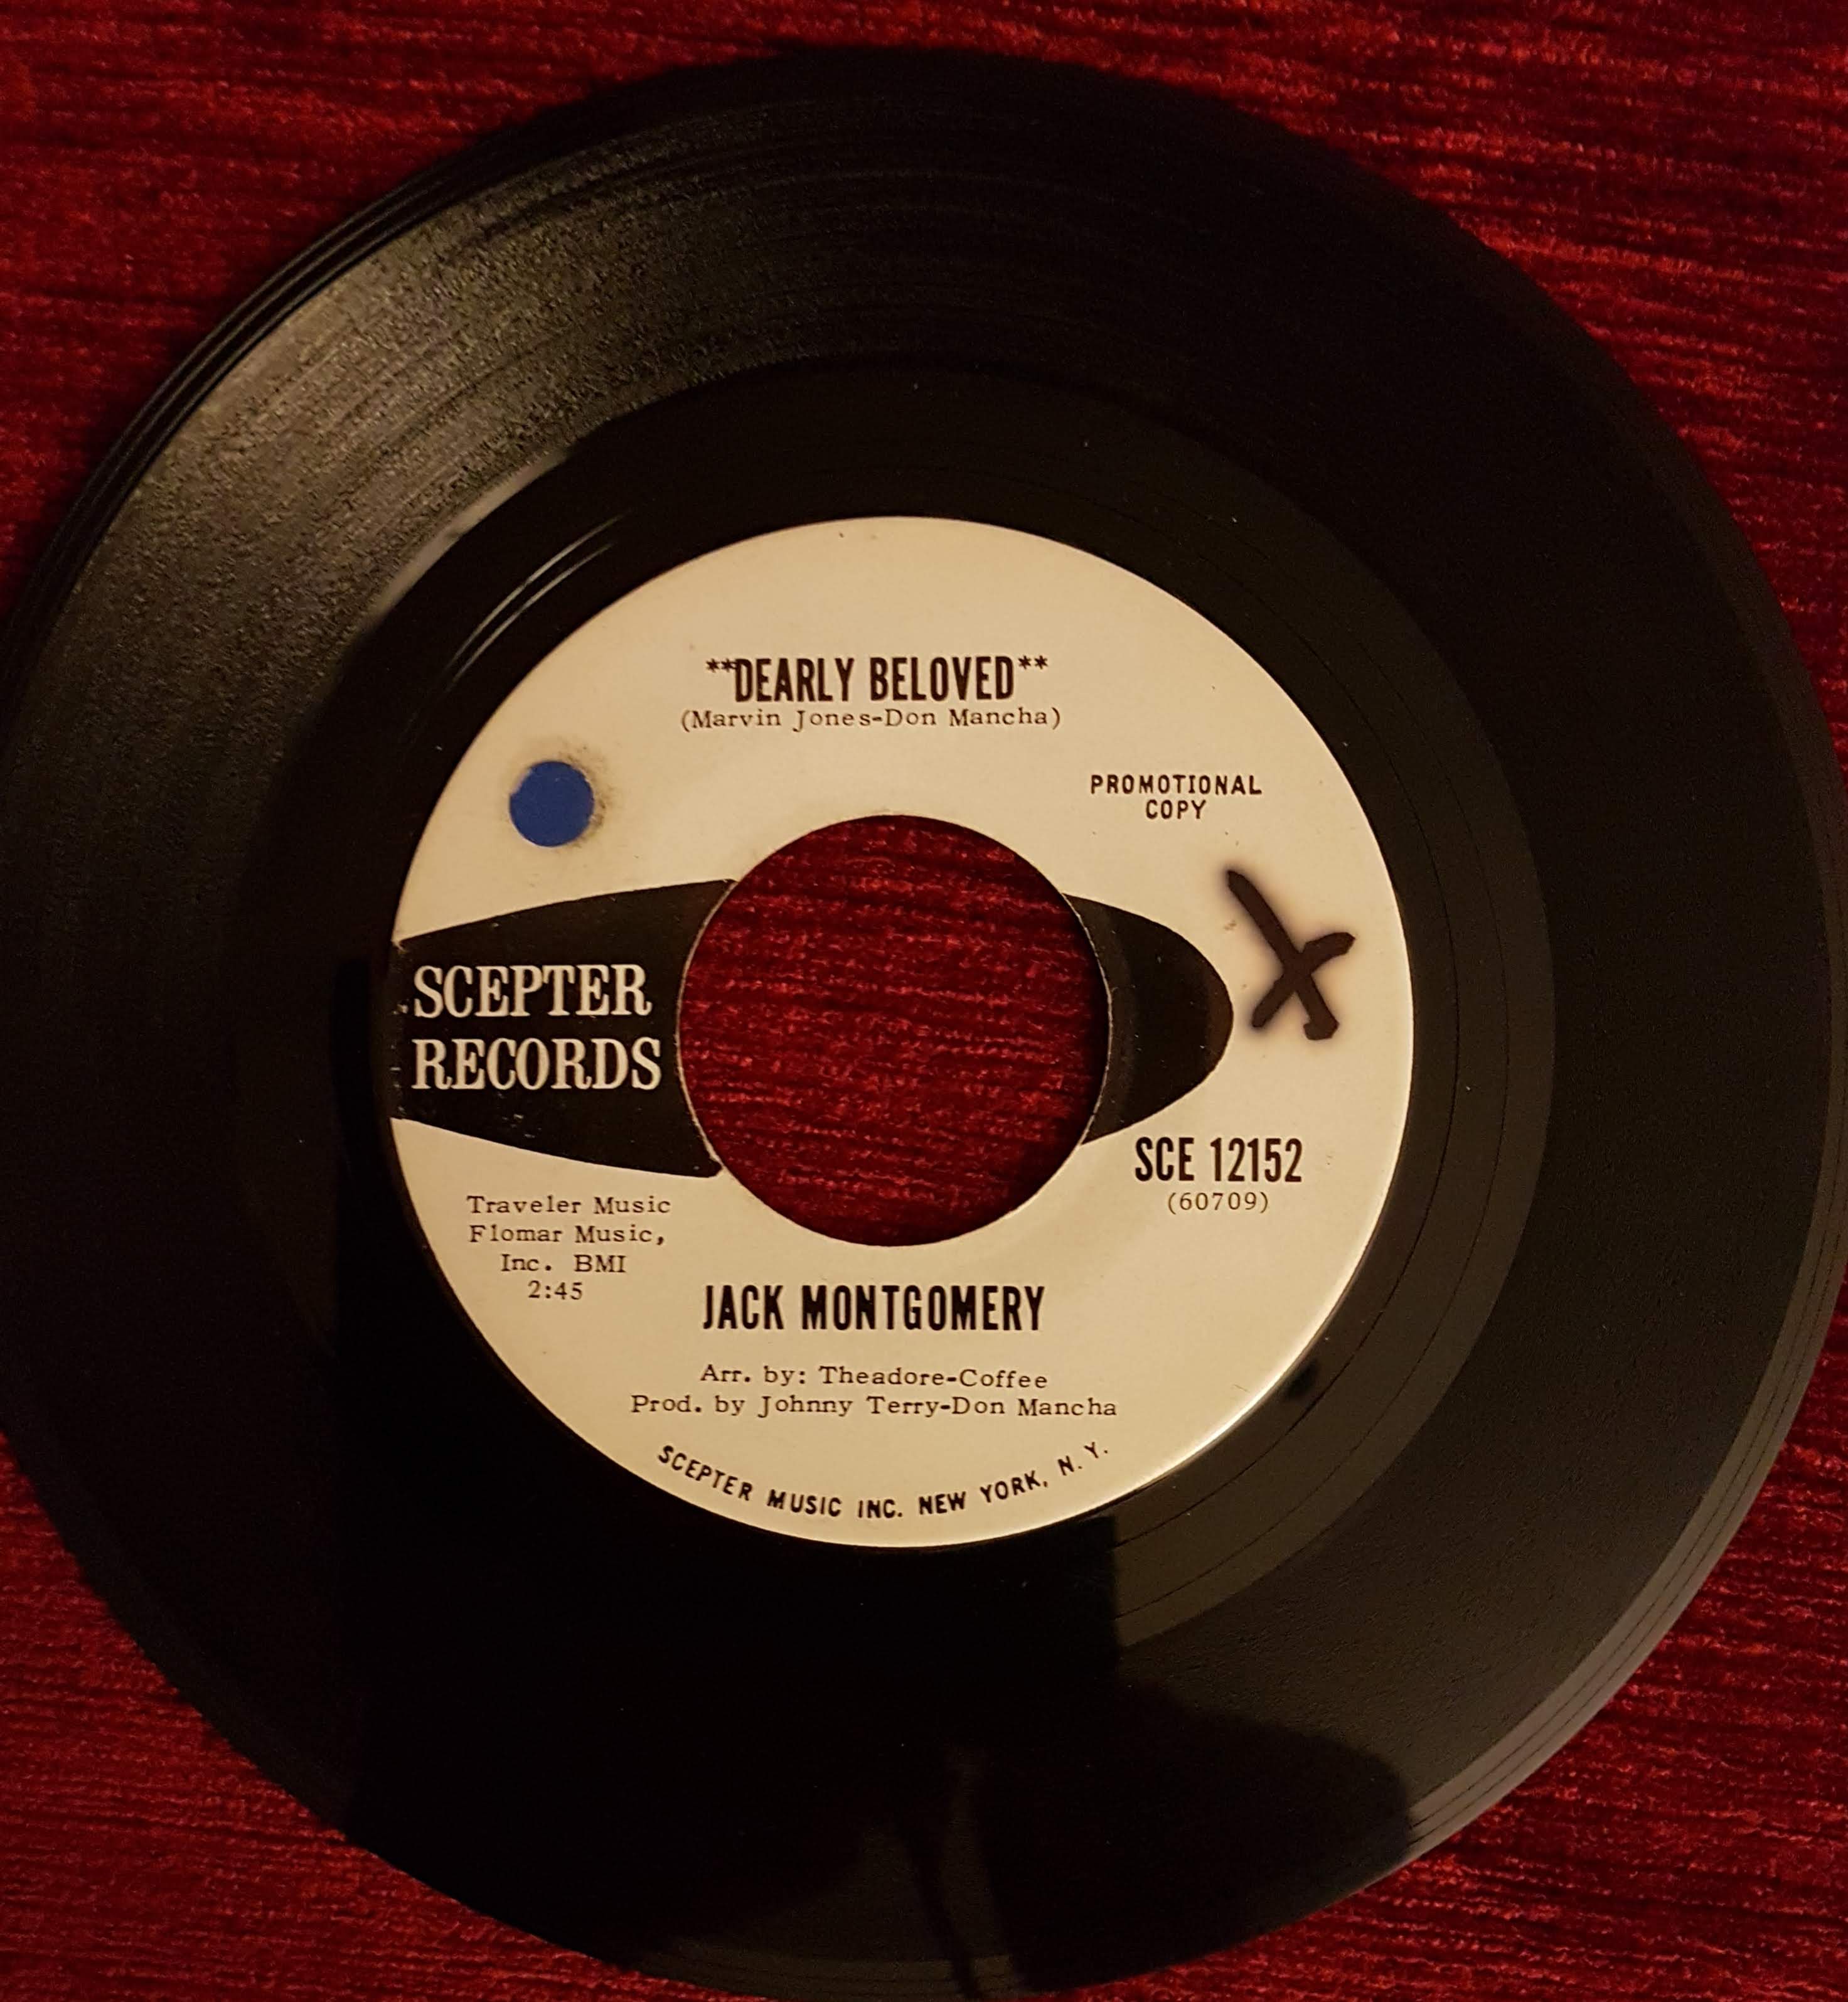 **DEARLY BELOVED**
(Marvin Jones-Don Mancha)
PROMOTIONAL
COPY
X
SCEPTER
RECORDS
SCE 12152
(60709)
Traveler Music
Flomar Music,
Inc. BMI
2:45
JACK MONTGOMERY
Arr. by: Theadore-Coffee
Prod. by Johnny Terry-Don Mancha
SCEPTER MUSIC INC. NEW YORK, N. Y.